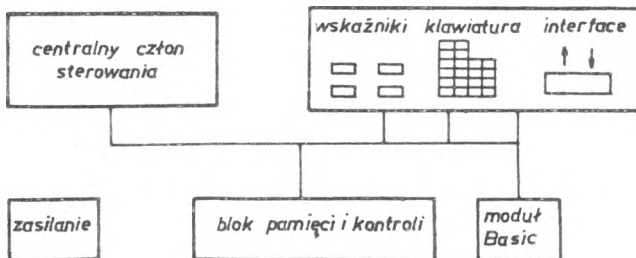 centralny człon
sterowania
wskaźniki klawiatura interface
zasilanie
blok pamięci i kontroli
moduł
Basic